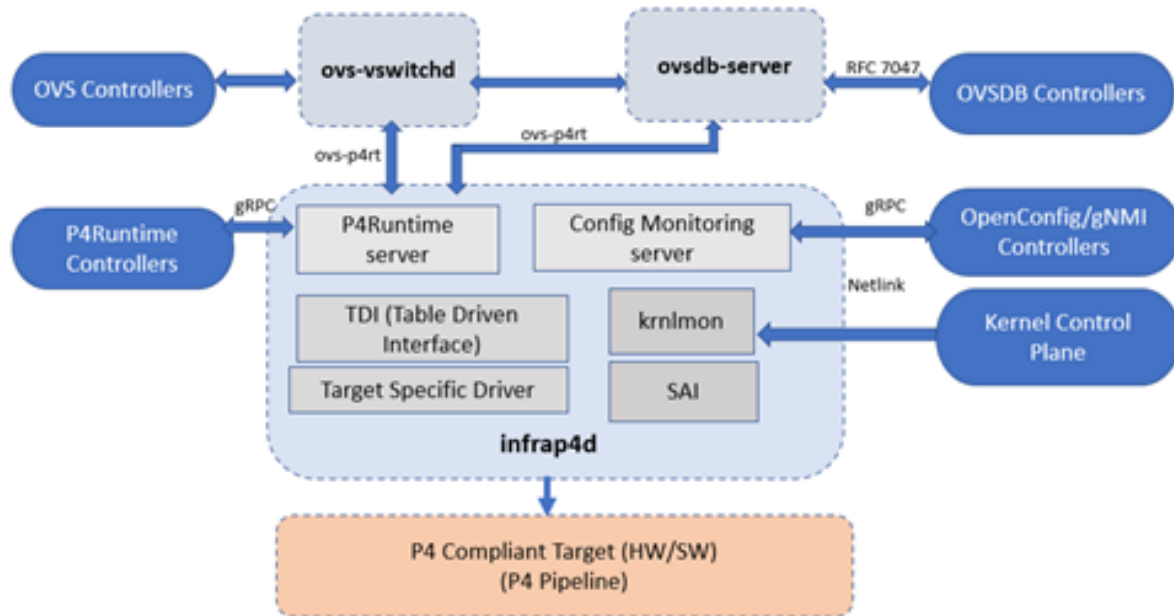 ovs-vswitchd
ovsdb-server
OVS Controllers
RFC 7047
OVSDB Controllers
ovs-p4rt
ovs-p4rt
gRPC
P4Runtime
Controllers
P4Runtime
server
Config Monitoring
server
gRPC
OpenConfig/gNMI
Controllers
Netlink
TDI (Table Driven
Interface)
krnlmon
Kernel Control
Plane
Target Specific Driver
SAI
infrap4d
P4 Compliant Target (HW/SW)
(P4 Pipeline)